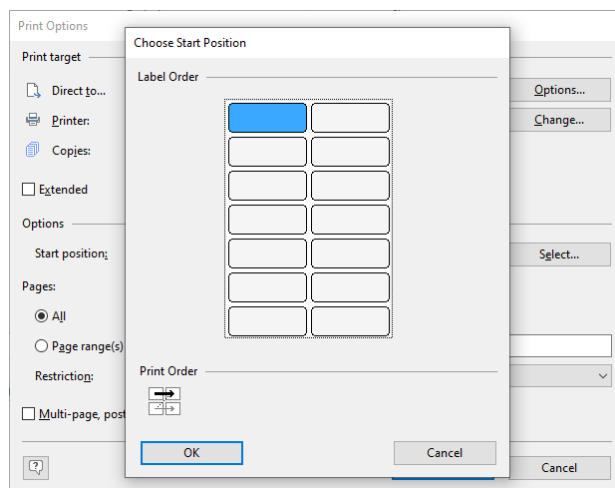 Print Options
Print target
Direct to...
Options...
Printer:
Change...
Copies:
Extended
Options
Start position:
Select...
Pages:
All
Page range(s)
Restriction:
Multi-page, post
Cancel
Choose Start Position
Label Order
Print Order
OK
Cancel